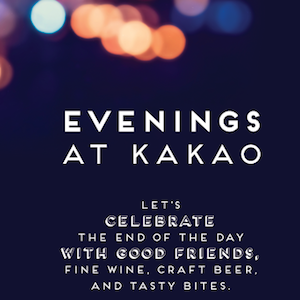 EVENINGS
AT KAKAO
LET'S
CELEBRATE
THE END OF THE DAY
WITH GOOD FRIENDS,
FINE WINE, CRAFT BEER,
AND TASTY BITES.